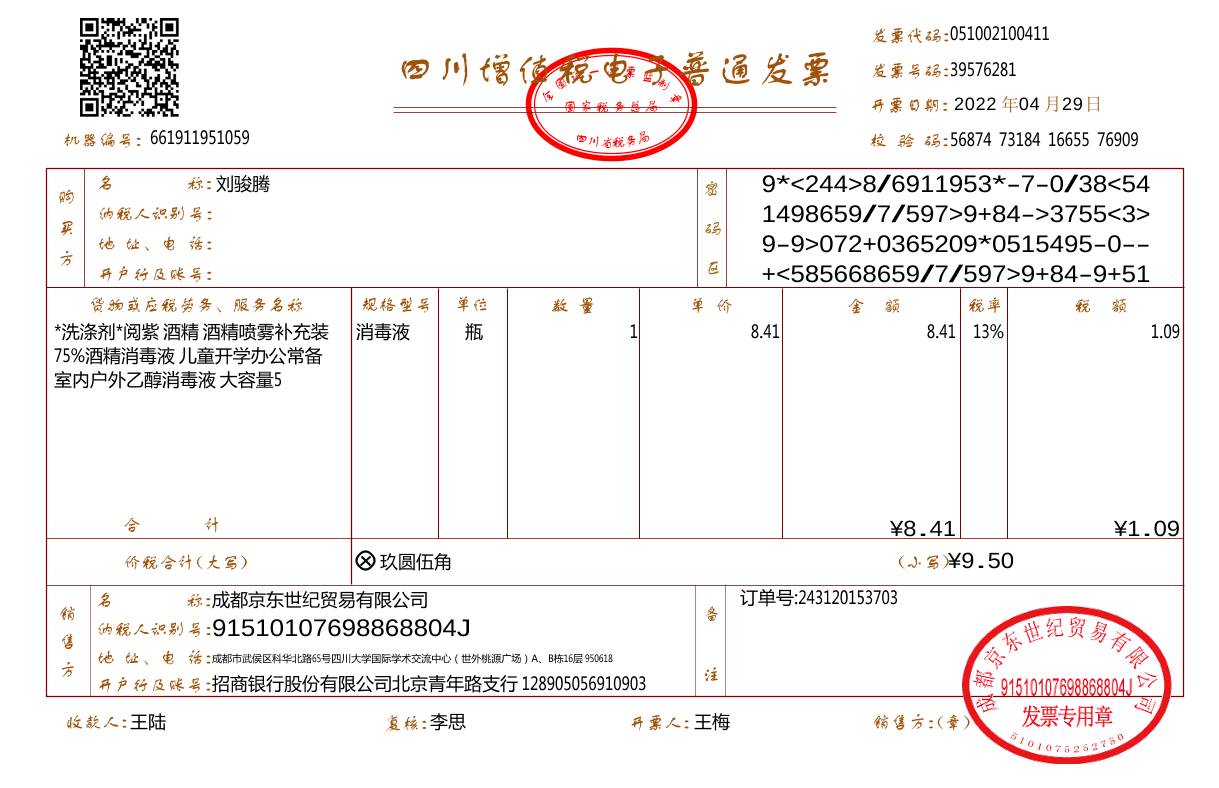 四川增值税电子普通发票
全国统一发票监制章
国家税务总局
四川省税务局
发票代码:051002100411
发票号码:39576281
开票日期: 2022 年04 月29日
机器编号: 661911951059
校 验 码:56874 73184 16655 76909
购买方
名 称:刘骏腾
纳税人识别号:
地 址、电 话:
开户行及账号:
密码区
9*<244>8/6911953*-7-0/38<54
1498659/7/597>9+84->3755<3>
9-9>072+0365209*0515495-0--
+<585668659/7/597>9+84-9+51
货物或应税劳务、服务名称 规格型号 单位 数 量 单 价 金 额 税率 税 额
*洗涤剂*阅紫 酒精 酒精喷雾补充装 消毒液 瓶 1 8.41 8.41 13% 1.09
75%酒精消毒液 儿童开学办公常备
室内户外乙醇消毒液 大容量5
合 计 ¥8.41 ¥1.09
价税合计(大写) ⊗玖圆伍角 (小写)¥9.50
销售方
名 称:成都京东世纪贸易有限公司
纳税人识别号:91510107698868804J
地 址、电 话:成都市武侯区科华北路65号四川大学国际学术交流中心（世外桃源广场）A、B栋16层 950618
开户行及账号:招商银行股份有限公司北京青年路支行 128905056910903
备注
订单号:243120153703
收款人:王陆 复核:李思 开票人:王梅 销售方:(章)
成都京东世纪贸易有限公司
91510107698868804J
发票专用章
5101075252750